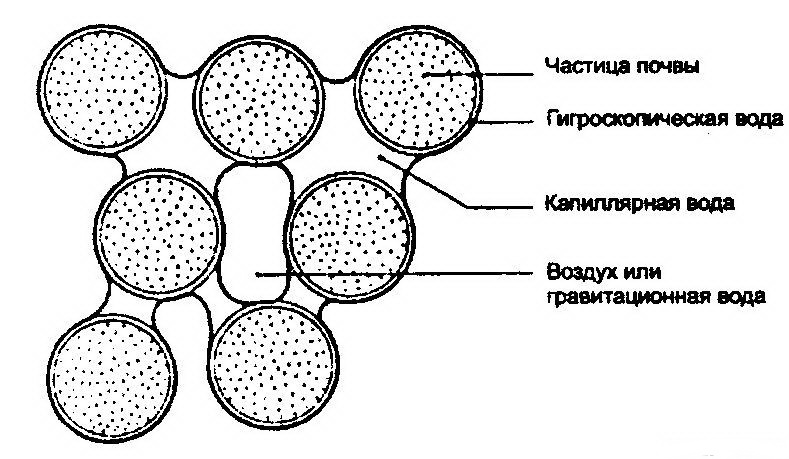 Частица почвы
Гигроскопическая вода
Капиллярная вода
Воздух или
гравитационная вода